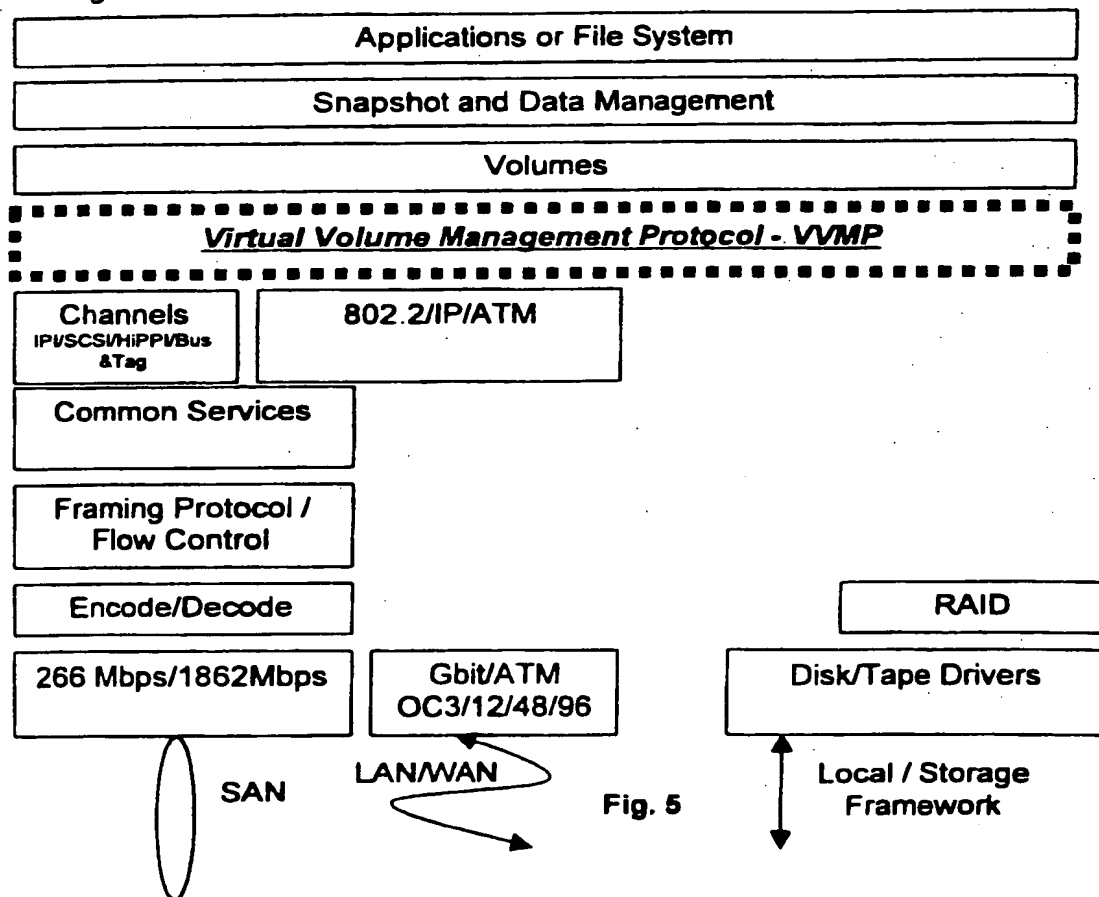 Applications or File System
Snapshot and Data Management
Volumes
Virtual Volume Management Protocol - VVMP
Channels
IPI/SCSI/HiPPI/Bus
&Tag
802.2/IP/ATM
Common Services
Framing Protocol /
Flow Control
Encode/Decode
RAID
266 Mbps/1862Mbps
Gbit/ATM
OC3/12/48/96
Disk/Tape Drivers
SAN
LAN/WAN
Local / Storage
Framework
Fig. 5